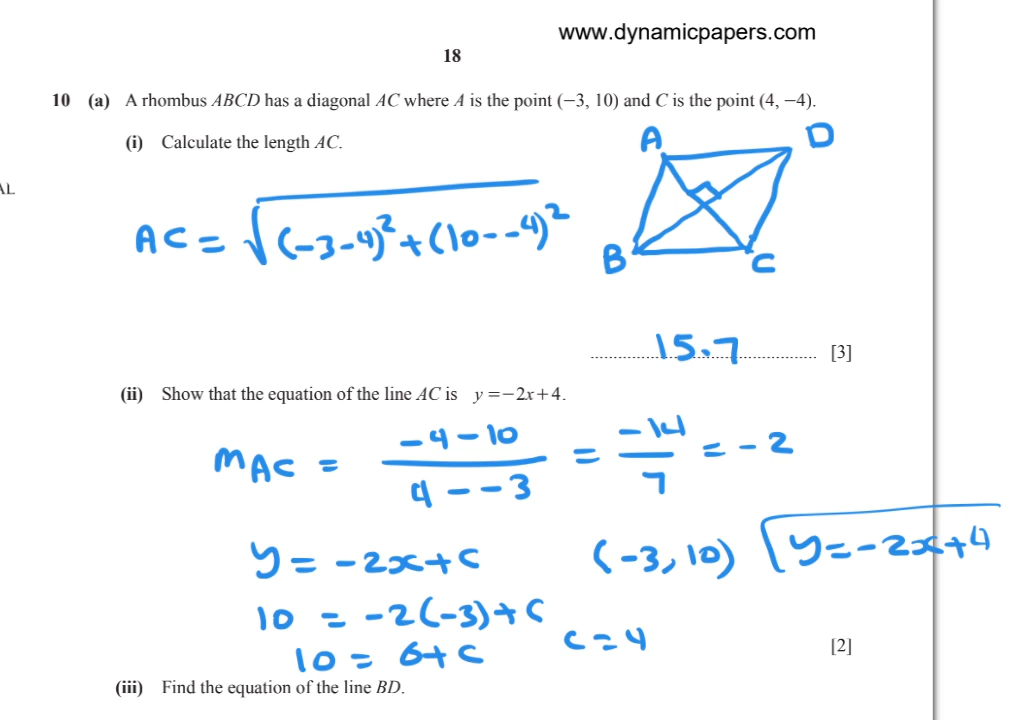 www.dynamicpapers.com
18
10 (a) A rhombus ABCD has a diagonal AC where A is the point (−3, 10) and C is the point (4, −4).
(i) Calculate the length AC.
A D
AL
AC = √(-3-4)² + (10--4)²
B C
15.7 [3]
(ii) Show that the equation of the line AC is y = −2x + 4.
mAC = (-4-10)/(4--3) = -14/7 = -2
y = -2x + c (-3, 10) y = -2x + 4
10 = -2(-3) + c
10 = 6 + c c = 4 [2]
(iii) Find the equation of the line BD.